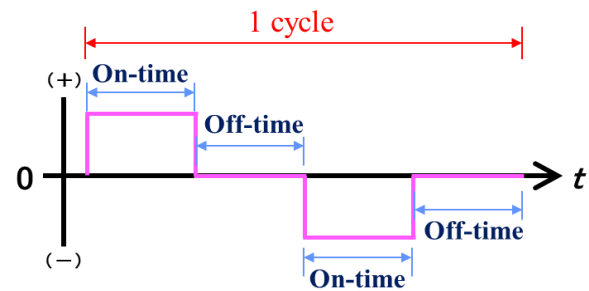 1 cycle
(+)
On-time
Off-time
0
t
Off-time
(−)
On-time